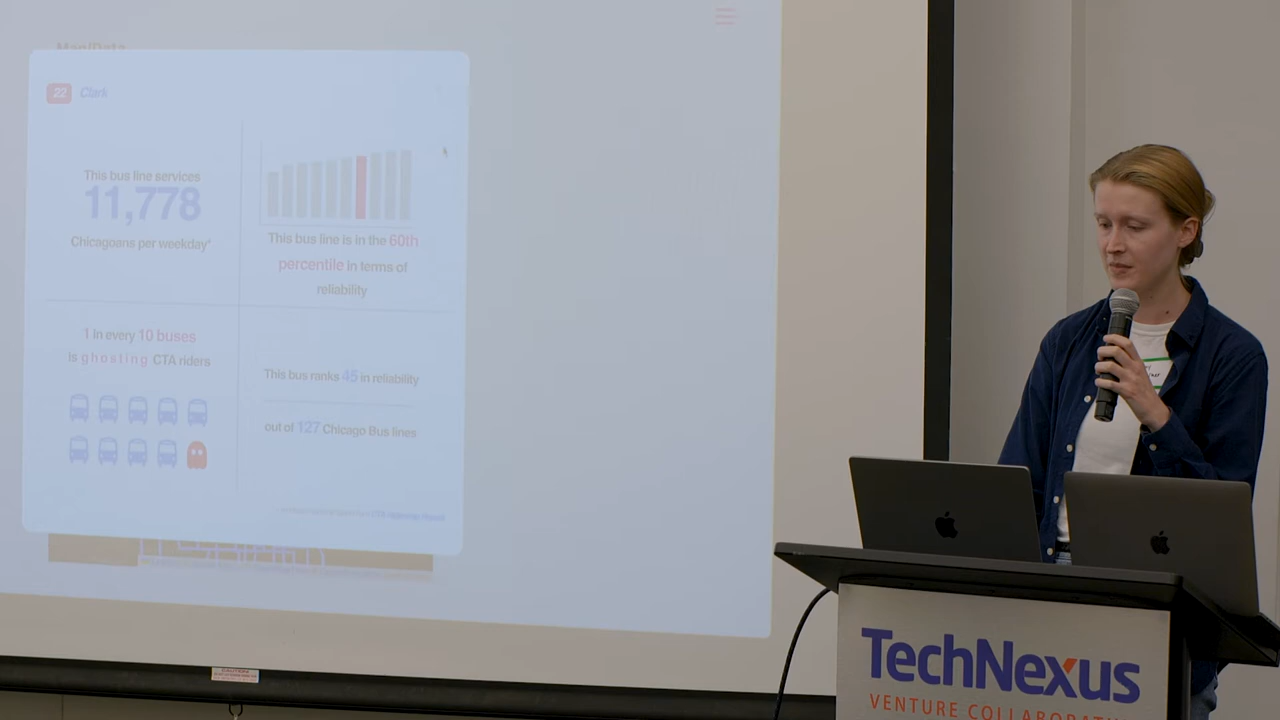 Map/Data
22 Clark
This bus line services
11,778
Chicagoans per weekday*
This bus line is in the 60th
percentile in terms of
reliability
1 in every 10 buses
is ghosting CTA riders
This bus ranks 45 in reliability
out of 127 Chicago Bus lines
TechNexus
VENTURE COLLABORATI